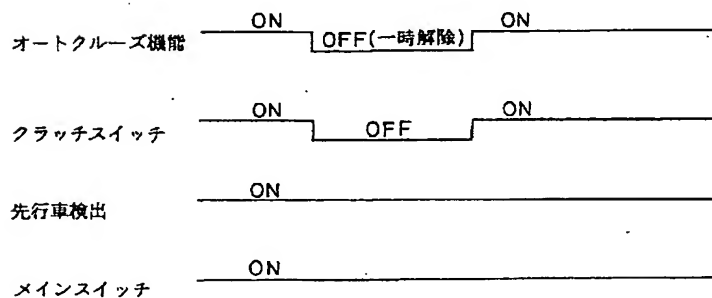 ON OFF(一時解除) ON
オートクルーズ機能
ON OFF ON
クラッチスイッチ
ON
先行車検出
ON
メインスイッチ